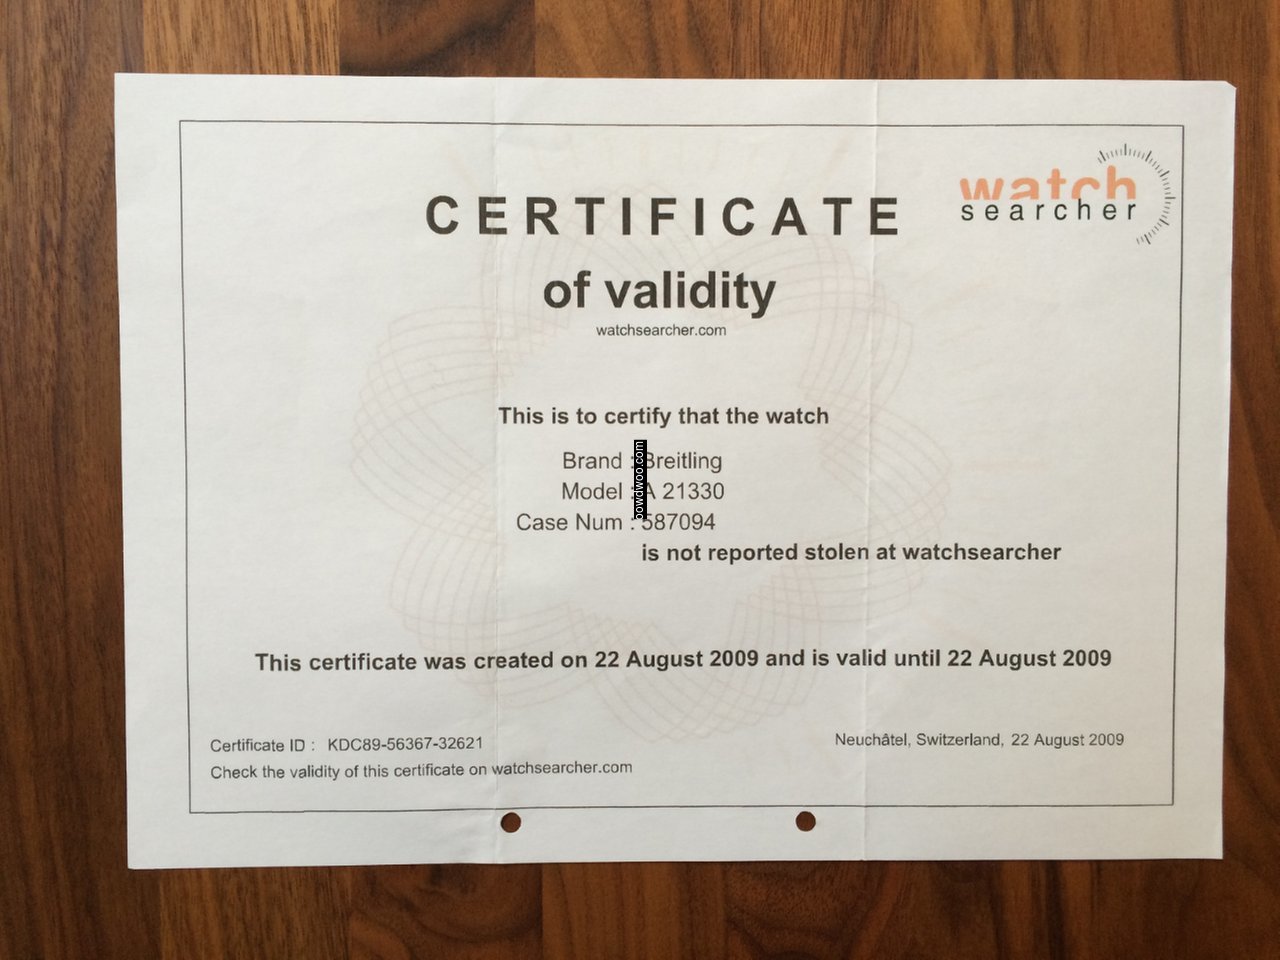 watch
searcher
CERTIFICATE
of validity
watchsearcher.com
This is to certify that the watch
Brand : Breitling
Model : A 21330
Case Num : 587094
is not reported stolen at watchsearcher
This certificate was created on 22 August 2009 and is valid until 22 August 2009
Certificate ID : KDC89-56367-32621
Neuchâtel, Switzerland, 22 August 2009
Check the validity of this certificate on watchsearcher.com
powdwoo.com